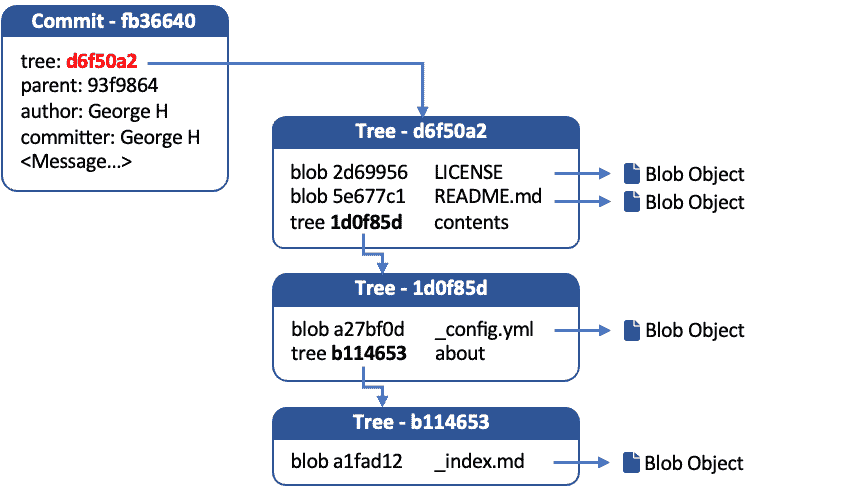 Commit - fb36640
tree: d6f50a2
parent: 93f9864
author: George H
committer: George H
<Message...>
Tree - d6f50a2
blob 2d69956 LICENSE
Blob Object
blob 5e677c1 README.md
Blob Object
tree 1d0f85d contents
Tree - 1d0f85d
blob a27bf0d _config.yml
Blob Object
tree b114653 about
Tree - b114653
blob a1fad12 _index.md
Blob Object